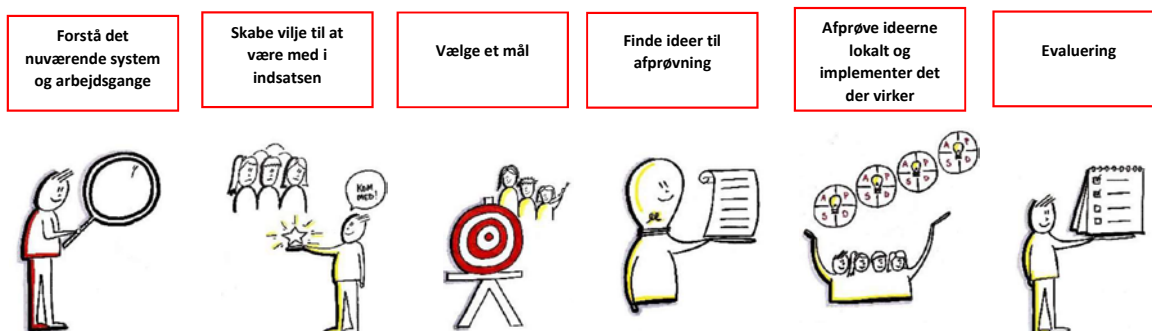 Forstå det
nuværende system
og arbejdsgange
Skabe vilje til at
være med i
indsatsen
Vælge et mål
Finde ideer til
afprøvning
Afprøve ideerne
lokalt og
implementer det
der virker
Evaluering
KOM
MED!
A P
S D
A P
S D
A P
S D
A P
S D